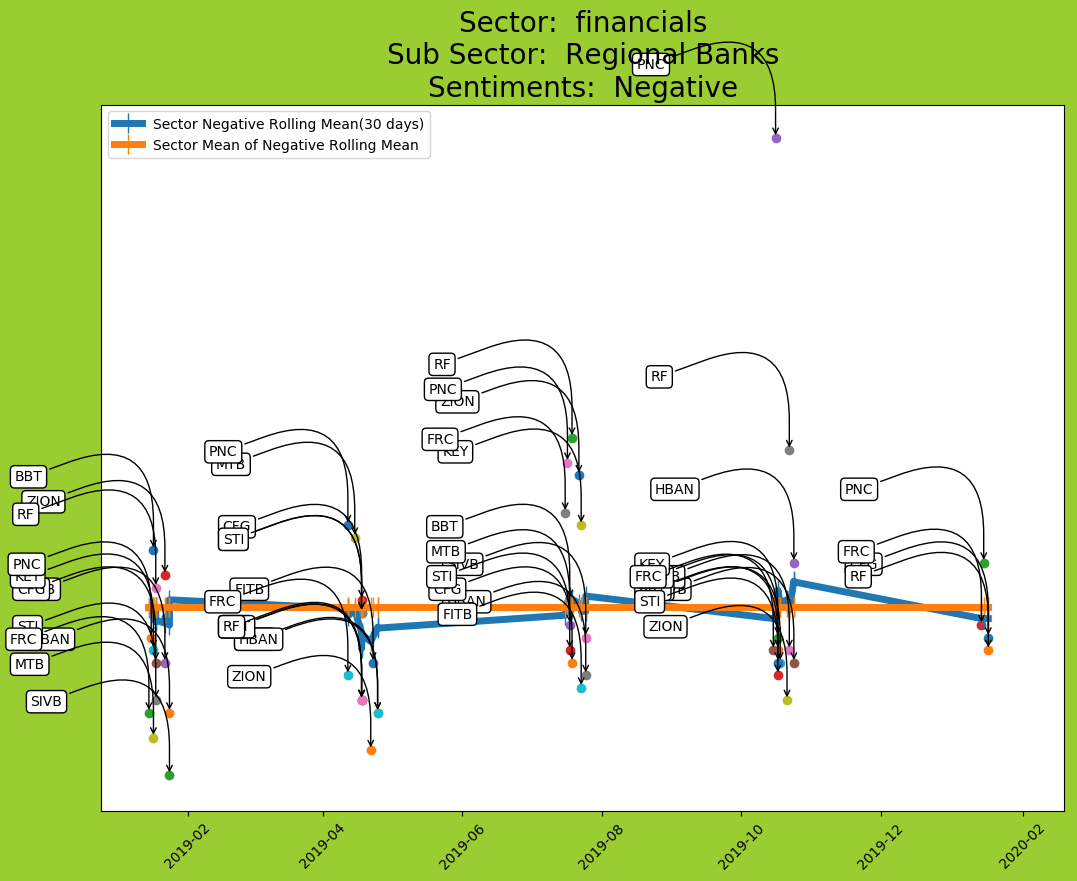 Sector:  financials
Sub Sector:  Regional Banks
Sentiments:  Negative
PNC
Sector Negative Rolling Mean(30 days)
Sector Mean of Negative Rolling Mean
RF
RF
PNC
ZION
FRC
KEY
PNC
MTB
BBT
ZION
RF
HBAN
PNC
CFG
STI
BBT
MTB
SIVB
STI
CFG
HBAN
FITB
PNC
KEY
CFG
STI
FRC
HBAN
MTB
SIVB
FITB
FRC
RF
HBAN
ZION
KEY
FRC
STI
ZION
FRC
RF
2019-02
2019-04
2019-06
2019-08
2019-10
2019-12
2020-02